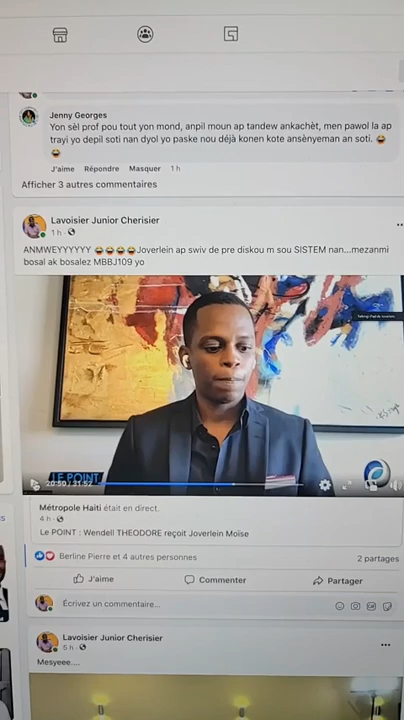 Jenny Georges
Yon sèl prof pou tout yon mond, anpil moun ap tandew ankachèt, men pawol la ap
trayi yo depil soti nan dyol yo paske nou déjà konen kote ansènyeman an soti.
J'aime Répondre Masquer 1 h
Afficher 3 autres commentaires
Lavoisier Junior Cherisier
1 h
ANMWEYYYYYY Joverlein ap swiv de pre diskou m sou SISTEM nan...mezanmi
bosal ak bosalez MBBJ109 yo
LE POINT
20:50 / 31:52
Métropole Haiti était en direct.
4 h
Le POINT : Wendell THEODORE reçoit Joverlein Moïse
Berline Pierre et 4 autres personnes
2 partages
J'aime Commenter Partager
Écrivez un commentaire...
GIF
Lavoisier Junior Cherisier
5 h
Mesyeee....